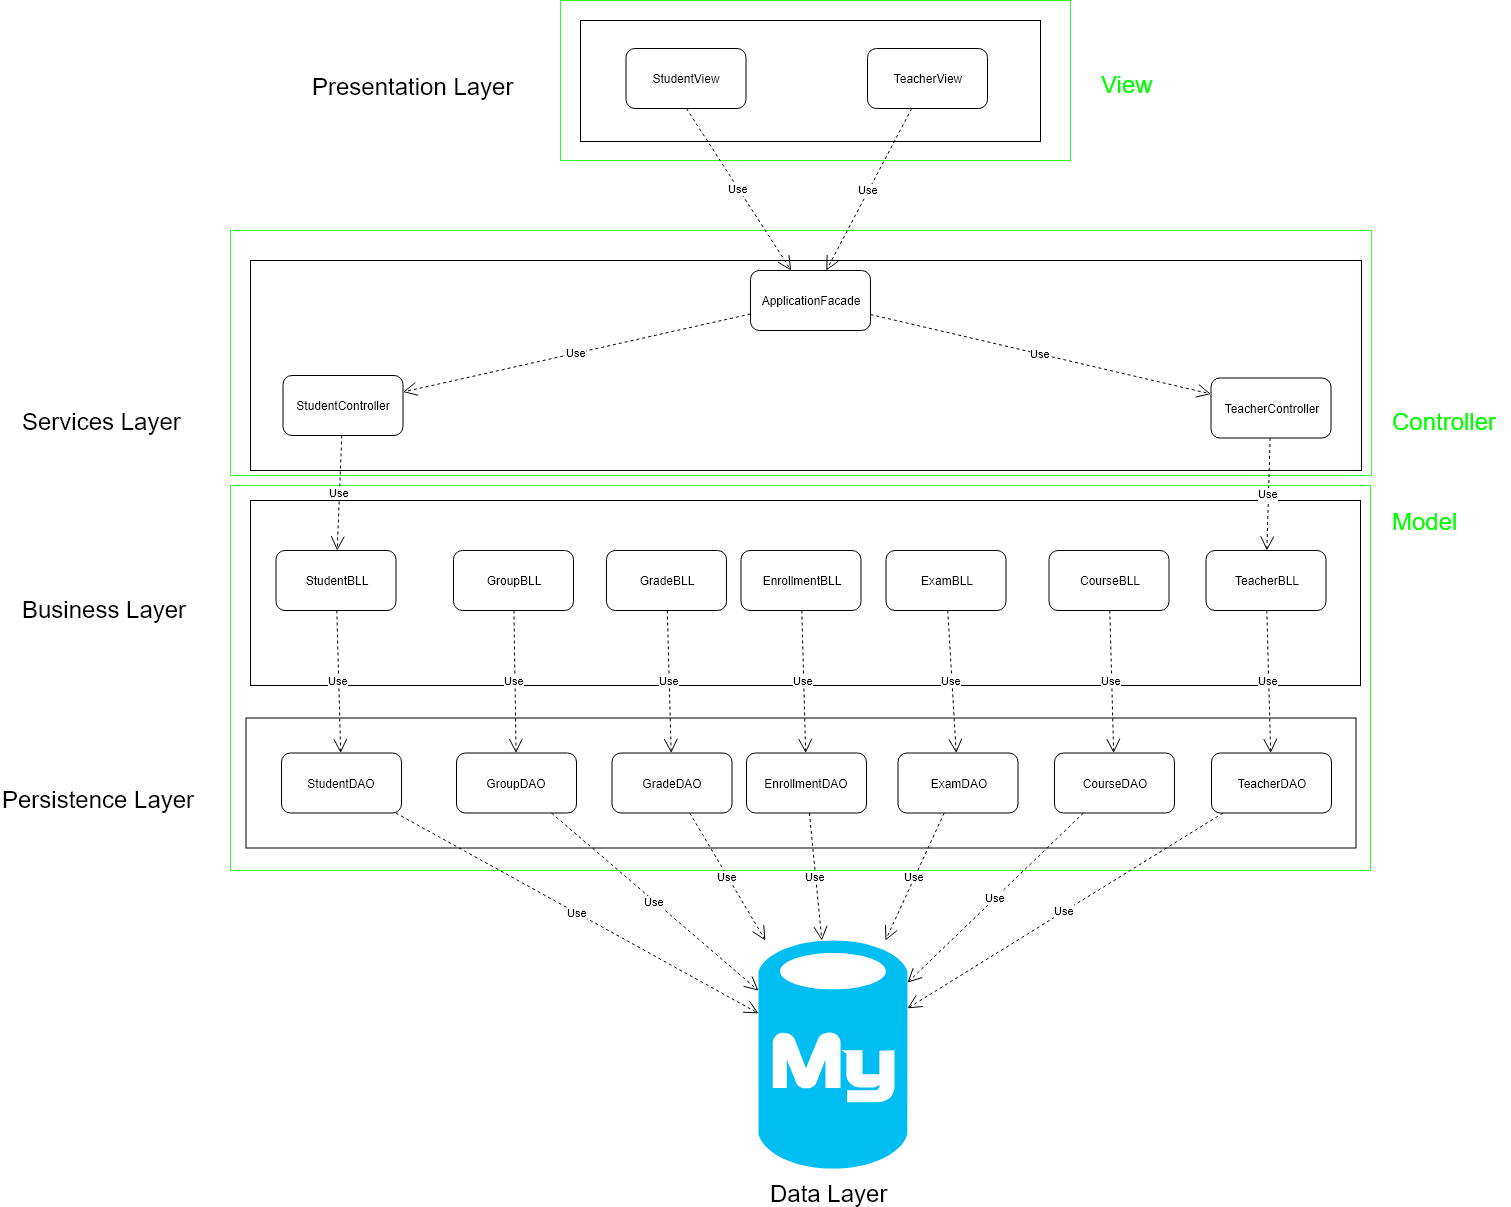 StudentView
TeacherView
Presentation Layer
View
Use
Use
ApplicationFacade
Use
Use
StudentController
TeacherController
Services Layer
Controller
Use
Use
Model
StudentBLL
GroupBLL
GradeBLL
EnrollmentBLL
ExamBLL
CourseBLL
TeacherBLL
Business Layer
Use
Use
Use
Use
Use
Use
Use
StudentDAO
GroupDAO
GradeDAO
EnrollmentDAO
ExamDAO
CourseDAO
TeacherDAO
Persistence Layer
Use
Use
Use
Use
Use
Use
Use
My
Data Layer